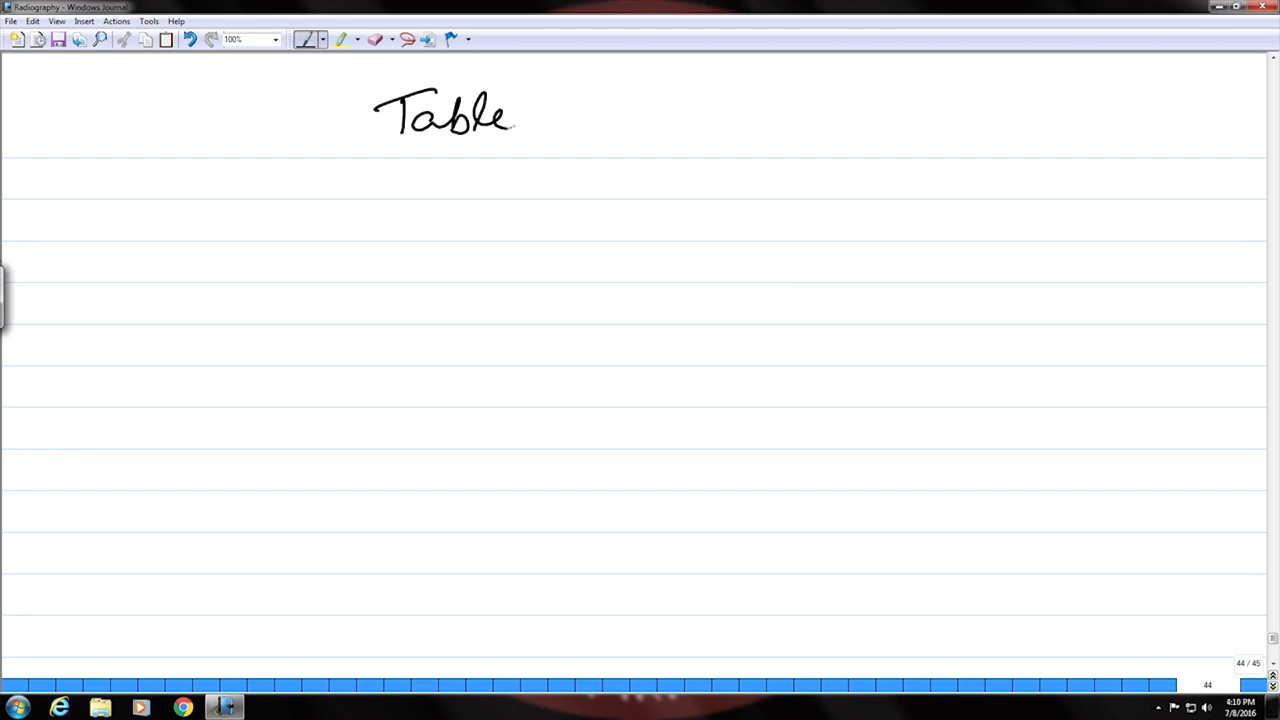 Radiography - Windows Journal
File Edit View Insert Actions Tools Help
100%
Table
44 / 45
44
4:10 PM
7/8/2016